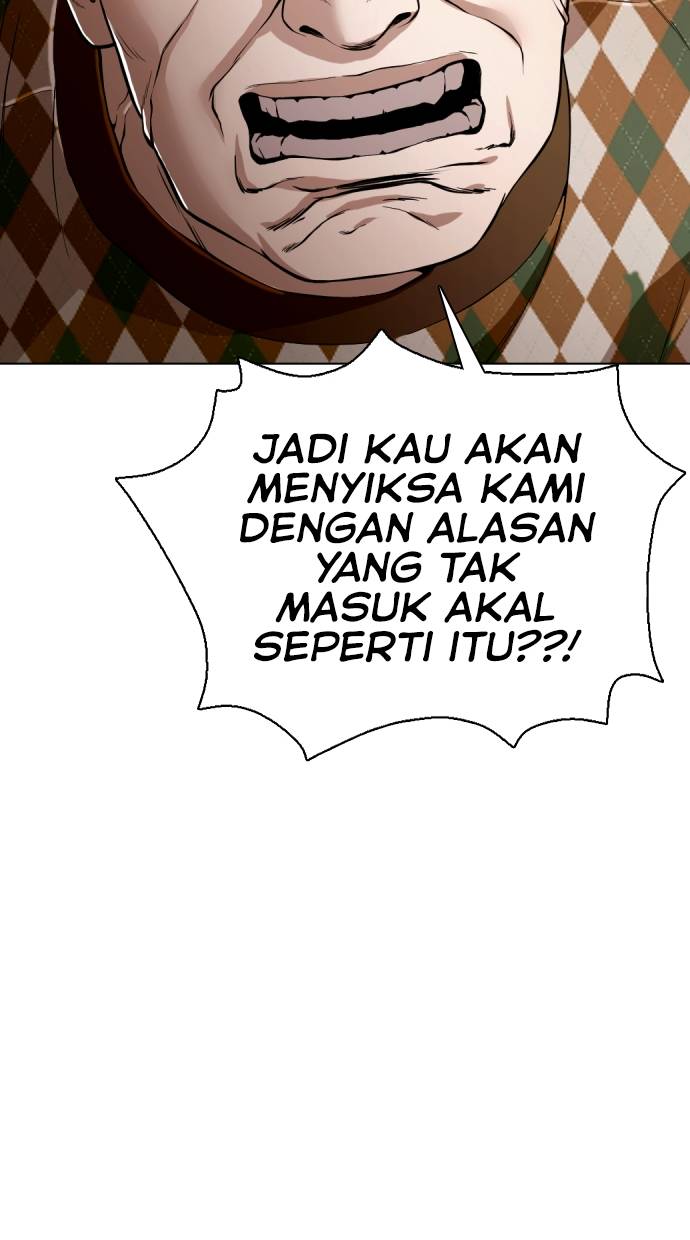 JADI KAU AKAN
MENYIKSA KAMI
DENGAN ALASAN
YANG TAK
MASUK AKAL
SEPERTI ITU??!